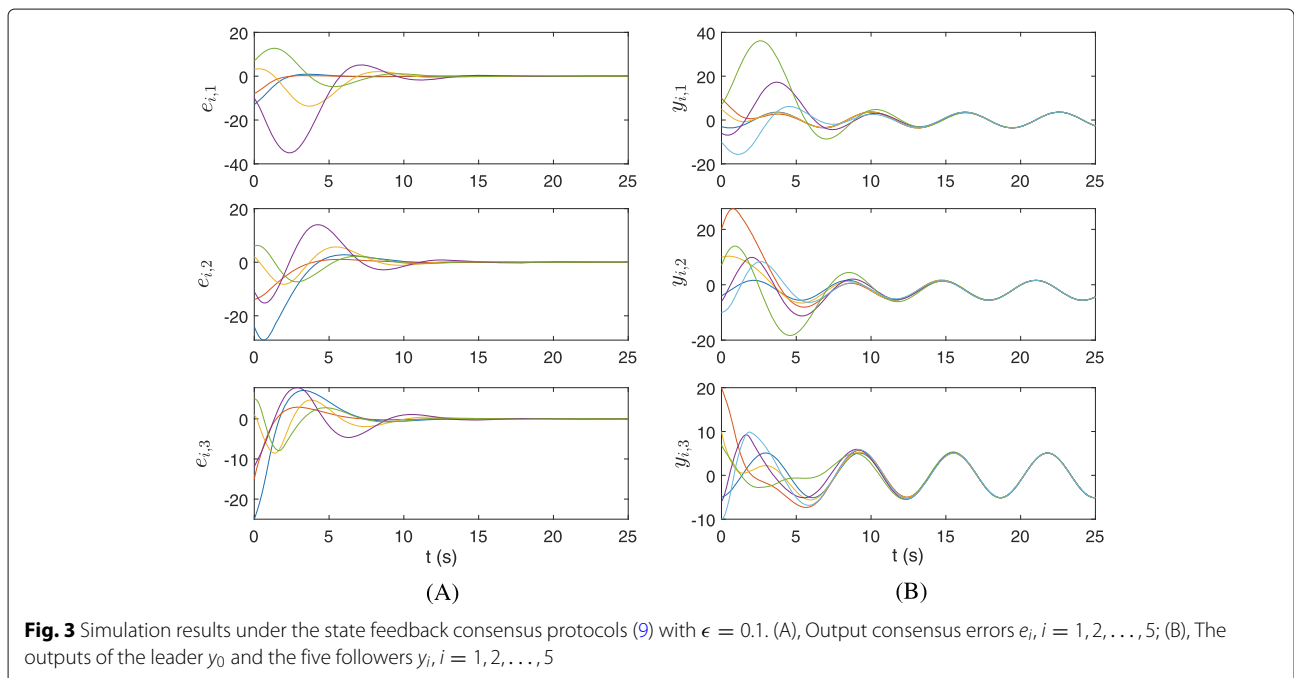 20
0
-20
-40
e_{i,1}
0 5 10 15 20 25
20
0
-20
e_{i,2}
0 5 10 15 20 25
0
-10
-20
e_{i,3}
0 5 10 15 20 25
t (s)
(A)
40
20
0
-20
y_{i,1}
0 5 10 15 20 25
20
0
-20
y_{i,2}
0 5 10 15 20 25
20
10
0
-10
y_{i,3}
0 5 10 15 20 25
t (s)
(B)
Fig. 3 Simulation results under the state feedback consensus protocols (9) with ϵ = 0.1. (A), Output consensus errors e_i, i = 1, 2, . . . , 5; (B), The
outputs of the leader y_0 and the five followers y_i, i = 1, 2, . . . , 5